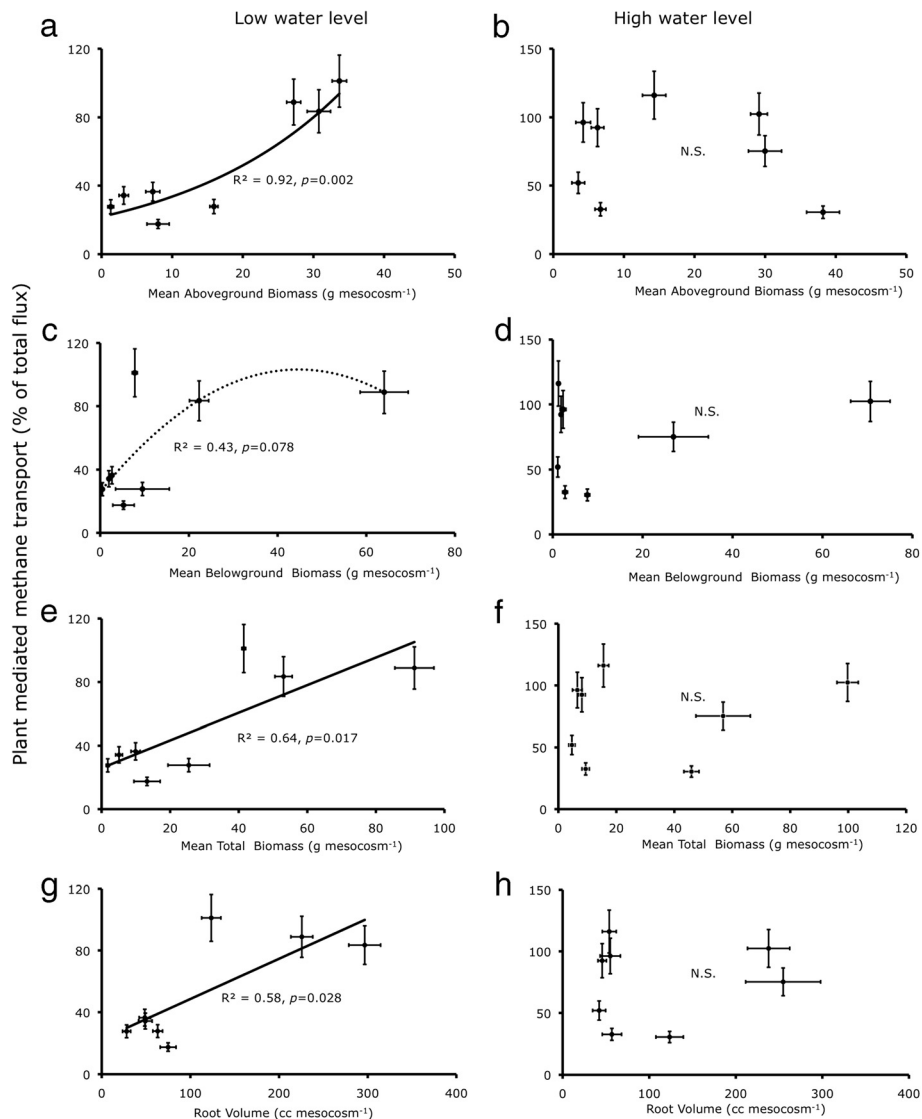 Low water level
High water level
Plant mediated methane transport (% of total flux)
a
120
80
40
0
R² = 0.92, p=0.002
0 10 20 30 40 50
Mean Aboveground Biomass (g mesocosm-1)
b
150
100
50
0
N.S.
0 10 20 30 40 50
Mean Aboveground Biomass (g mesocosm-1)
c
120
80
40
0
R² = 0.43, p=0.078
0 20 40 60 80
Mean Belowground Biomass (g mesocosm-1)
d
150
100
50
0
N.S.
0 20 40 60 80
Mean Belowground Biomass (g mesocosm-1)
e
120
80
40
0
R² = 0.64, p=0.017
0 20 40 60 80 100
Mean Total Biomass (g mesocosm-1)
f
150
100
50
0
N.S.
0 20 40 60 80 100 120
Mean Total Biomass (g mesocosm-1)
g
120
80
40
0
R² = 0.58, p=0.028
0 100 200 300 400
Root Volume (cc mesocosm-1)
h
150
100
50
0
N.S.
0 100 200 300 400
Root Volume (cc mesocosm-1)